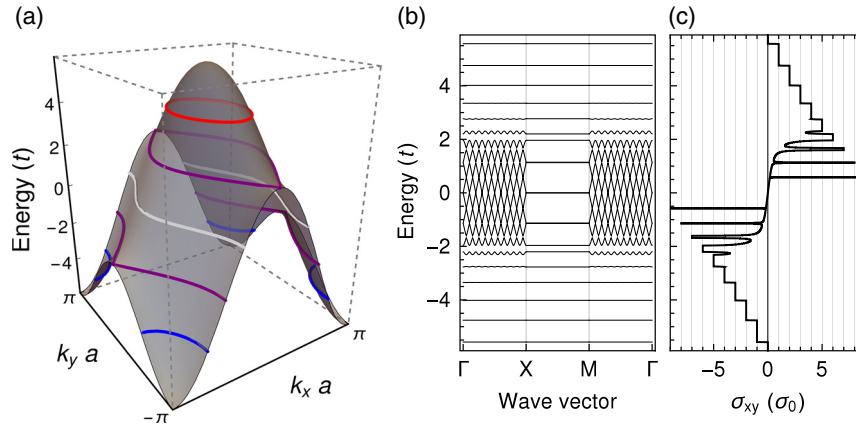 (a)
Energy (t)
4
2
0
−2
−4
π
k_y a
−π
k_x a
π
(b)
4
2
0
−2
−4
Γ X M Γ
Wave vector
(c)
−5 0 5
σ_xy (σ_0)